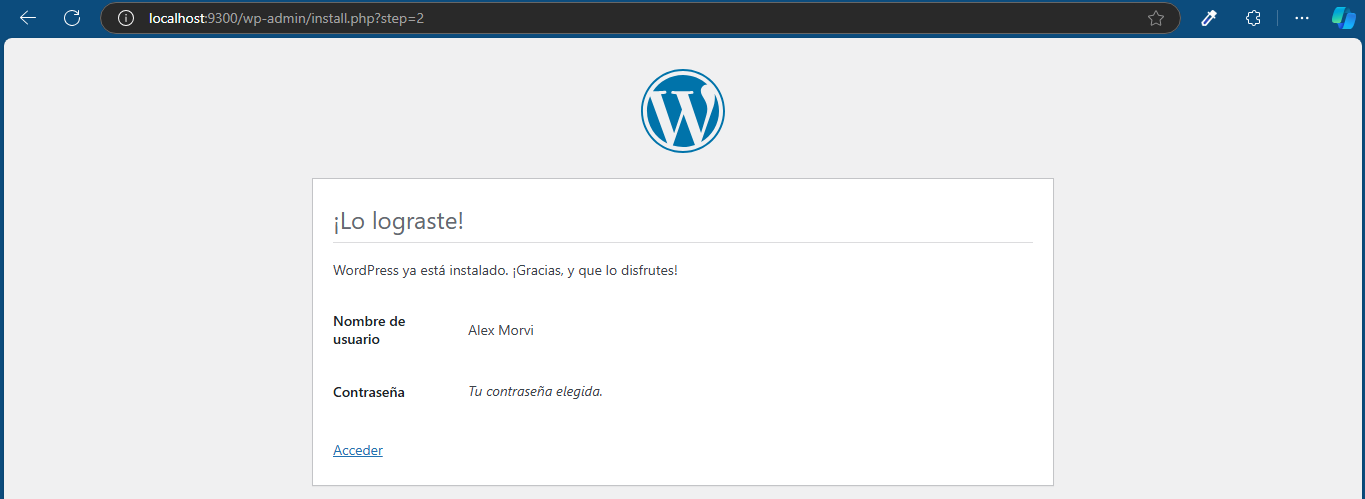 localhost:9300/wp-admin/install.php?step=2
¡Lo lograste!
WordPress ya está instalado. ¡Gracias, y que lo disfrutes!
Nombre de
usuario
Alex Morvi
Contraseña
Tu contraseña elegida.
Acceder